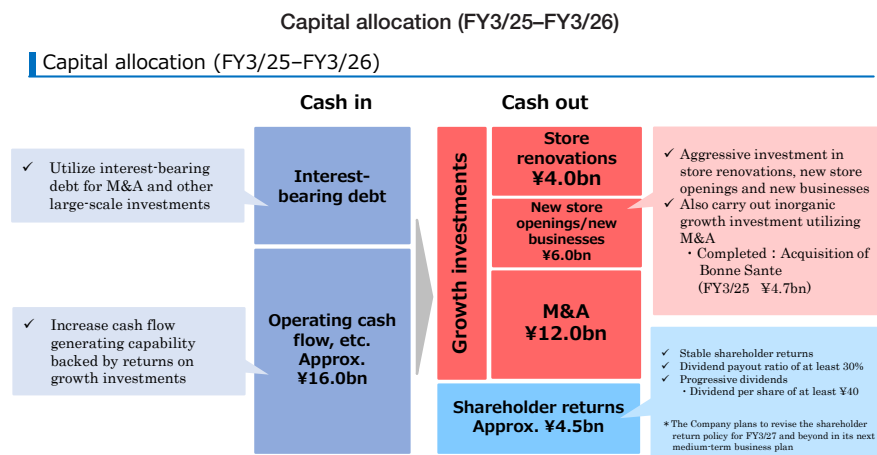 Capital allocation (FY3/25–FY3/26)
Capital allocation (FY3/25–FY3/26)
Cash in
Cash out
✓ Utilize interest-bearing
debt for M&A and other
large-scale investments
Interest-
bearing debt
✓ Increase cash flow
generating capability
backed by returns on
growth investments
Operating cash
flow, etc.
Approx.
¥16.0bn
Growth investments
Store
renovations
¥4.0bn
New store
openings/new
businesses
¥6.0bn
M&A
¥12.0bn
Shareholder returns
Approx. ¥4.5bn
✓ Aggressive investment in
store renovations, new store
openings and new businesses
✓ Also carry out inorganic
growth investment utilizing
M&A
・Completed：Acquisition of
Bonne Sante
(FY3/25 ¥4.7bn)
✓ Stable shareholder returns
✓ Dividend payout ratio of at least 30%
✓ Progressive dividends
・Dividend per share of at least ¥40
＊The Company plans to revise the shareholder
return policy for FY3/27 and beyond in its next
medium-term business plan